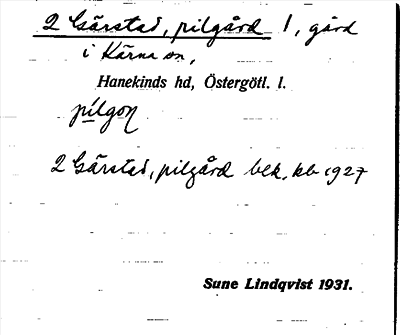 2 Gärstad, pilgård 1, gård
i Kärna sn,
Hanekinds hd, Östergötl. l.
pilgoɳ
2 Gärstad, pilgård bek. kb 1927
Sune Lindqvist 1931.